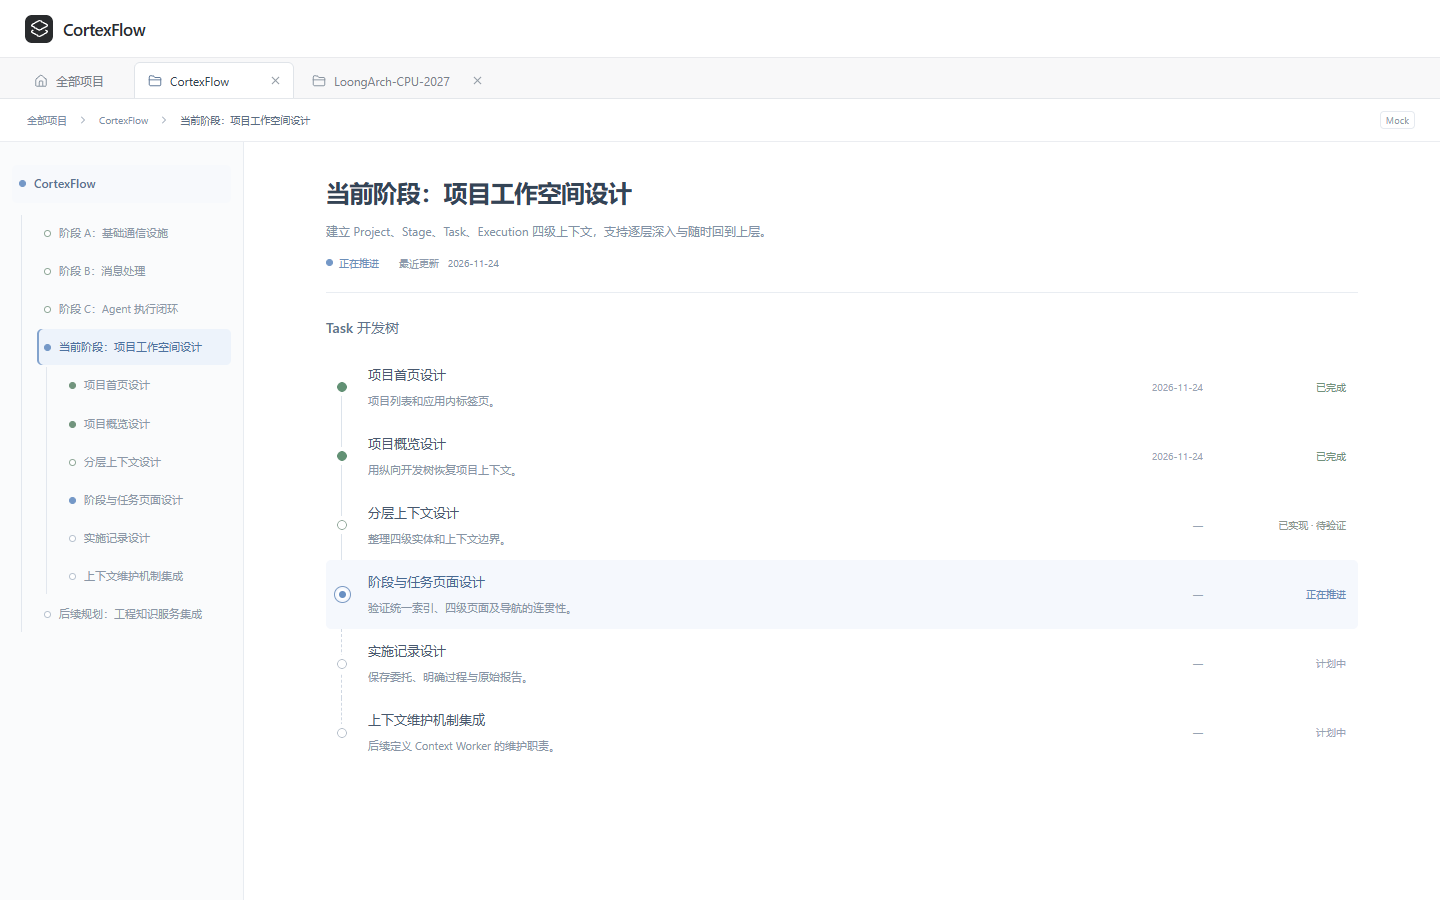 CortexFlow
全部项目
CortexFlow
LoongArch-CPU-2027
全部项目 > CortexFlow > 当前阶段：项目工作空间设计
Mock
CortexFlow
阶段 A：基础通信设施
阶段 B：消息处理
阶段 C：Agent 执行闭环
当前阶段：项目工作空间设计
项目首页设计
项目概览设计
分层上下文设计
阶段与任务页面设计
实施记录设计
上下文维护机制集成
后续规划：工程知识服务集成
当前阶段：项目工作空间设计
建立 Project、Stage、Task、Execution 四级上下文，支持逐层深入与随时回到上层。
正在推进 最近更新 2026-11-24
Task 开发树
项目首页设计
项目列表和应用内标签页。
2026-11-24
已完成
项目概览设计
用纵向开发树恢复项目上下文。
2026-11-24
已完成
分层上下文设计
整理四级实体和上下文边界。
—
已实现 · 待验证
阶段与任务页面设计
验证统一索引、四级页面及导航的连贯性。
—
正在推进
实施记录设计
保存委托、明确过程与原始报告。
—
计划中
上下文维护机制集成
后续定义 Context Worker 的维护职责。
—
计划中